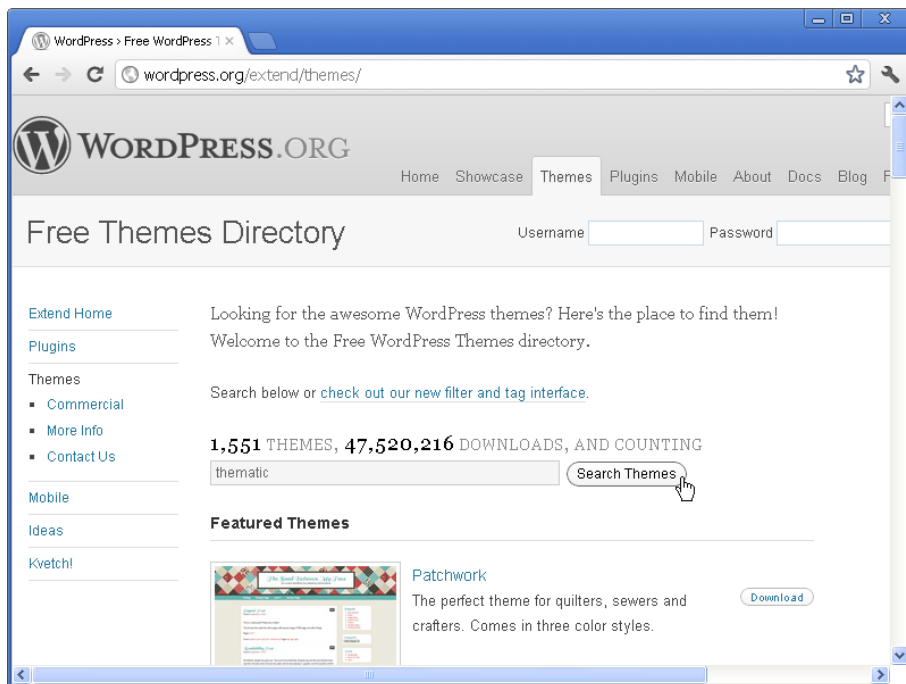 WordPress › Free WordPress T
wordpress.org/extend/themes/
WORDPRESS.ORG
Home Showcase Themes Plugins Mobile About Docs Blog F
Free Themes Directory
Username Password
Extend Home
Plugins
Themes
Commercial
More Info
Contact Us
Mobile
Ideas
Kvetch!
Looking for the awesome WordPress themes? Here's the place to find them!
Welcome to the Free WordPress Themes directory.
Search below or check out our new filter and tag interface.
1,551 THEMES, 47,520,216 DOWNLOADS, AND COUNTING
thematic Search Themes
Featured Themes
Patchwork
The perfect theme for quilters, sewers and
crafters. Comes in three color styles.
Download